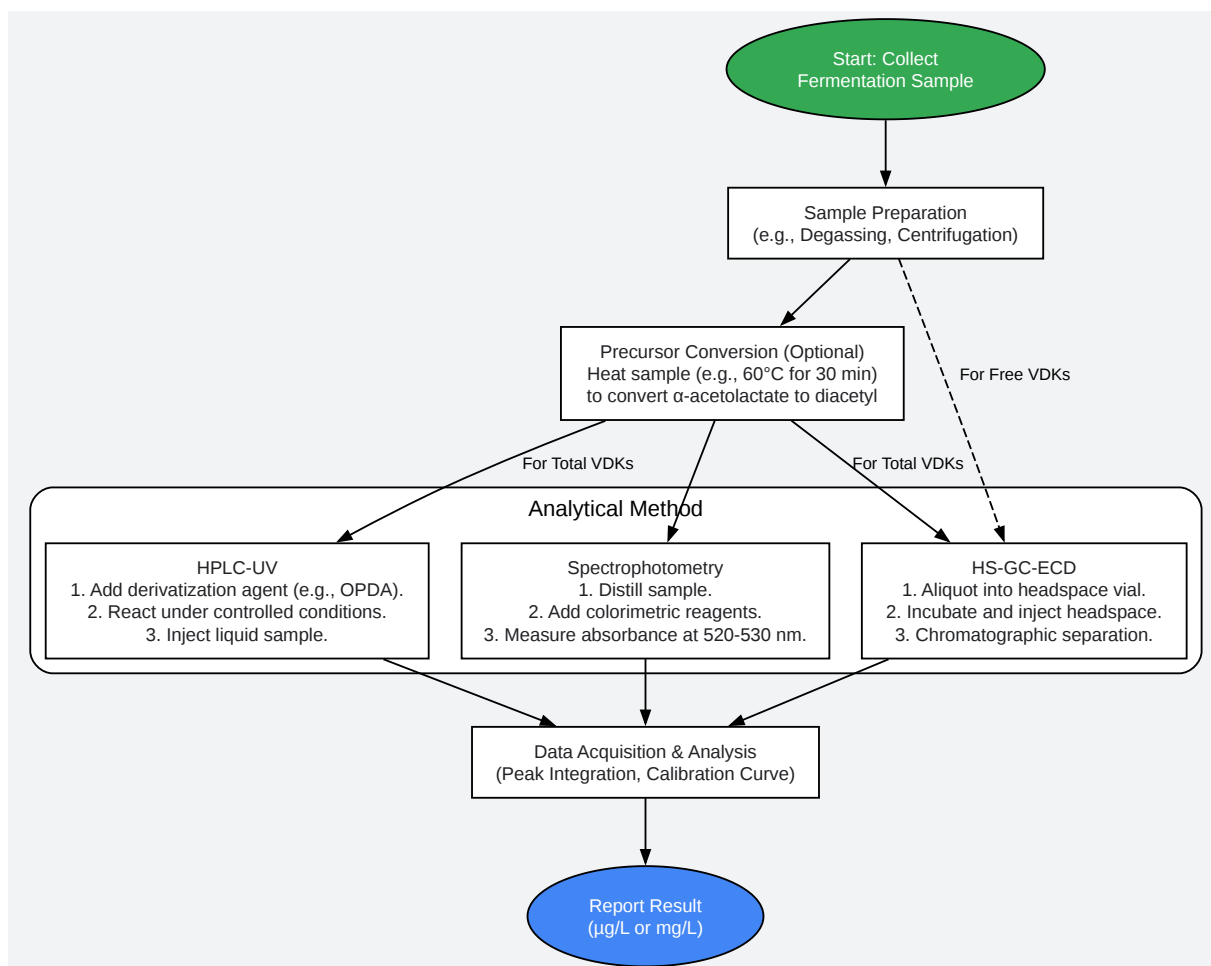 Start: Collect
Fermentation Sample
Sample Preparation
(e.g., Degassing, Centrifugation)
Precursor Conversion (Optional)
Heat sample (e.g., 60°C for 30 min)
to convert α-acetolactate to diacetyl
For Free VDKs
For Total VDKs
For Total VDKs
Analytical Method
HPLC-UV
1. Add derivatization agent (e.g., OPDA).
2. React under controlled conditions.
3. Inject liquid sample.
Spectrophotometry
1. Distill sample.
2. Add colorimetric reagents.
3. Measure absorbance at 520-530 nm.
HS-GC-ECD
1. Aliquot into headspace vial.
2. Incubate and inject headspace.
3. Chromatographic separation.
Data Acquisition & Analysis
(Peak Integration, Calibration Curve)
Report Result
(µg/L or mg/L)